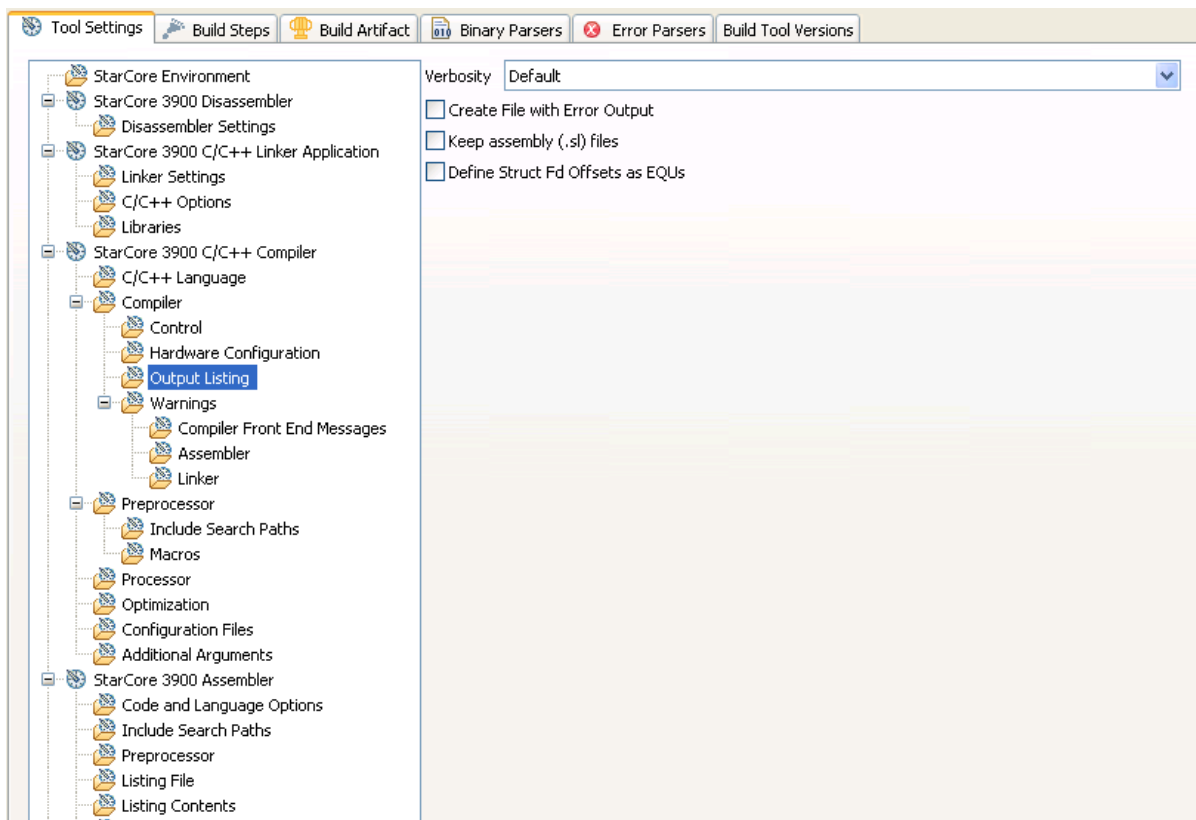 Tool Settings Build Steps Build Artifact Binary Parsers Error Parsers Build Tool Versions
StarCore Environment
StarCore 3900 Disassembler
Disassembler Settings
StarCore 3900 C/C++ Linker Application
Linker Settings
C/C++ Options
Libraries
StarCore 3900 C/C++ Compiler
C/C++ Language
Compiler
Control
Hardware Configuration
Output Listing
Warnings
Compiler Front End Messages
Assembler
Linker
Preprocessor
Include Search Paths
Macros
Processor
Optimization
Configuration Files
Additional Arguments
StarCore 3900 Assembler
Code and Language Options
Include Search Paths
Preprocessor
Listing File
Listing Contents
Verbosity Default
Create File with Error Output
Keep assembly (.sl) files
Define Struct Fd Offsets as EQUs